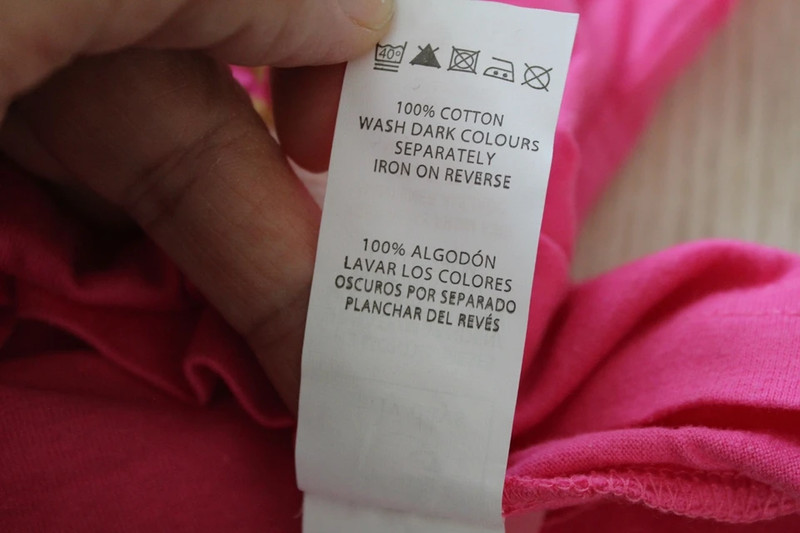 40°
100% COTTON
WASH DARK COLOURS
SEPARATELY
IRON ON REVERSE
100% ALGODÓN
LAVAR LOS COLORES
OSCUROS POR SEPARADO
PLANCHAR DEL REVÉS